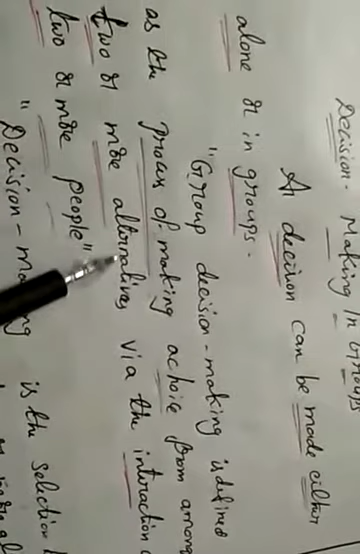 Decision - Making In Groups
A decision can be made either
alone or in groups.
"Group decision-making is defined
as the process of making a choice from among
two or more alternatives via the interaction
two or more people"
"Decision - making is the selection